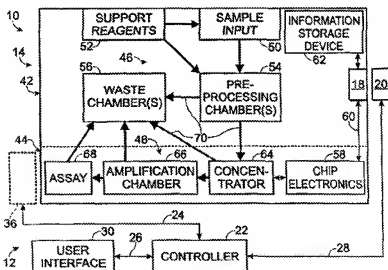 10
14
42
44
36
12
SUPPORT
REAGENTS
52
SAMPLE
INPUT
50
INFORMATION
STORAGE
DEVICE
62
56
46
WASTE
CHAMBER(S)
54
PRE-
PROCESSING
CHAMBER(S)
70
18
20
60
68
48
66
64
58
ASSAY
AMPLIFICATION
CHAMBER
CONCEN-
TRATOR
CHIP
ELECTRONICS
24
30
USER
INTERFACE
26
22
CONTROLLER
28